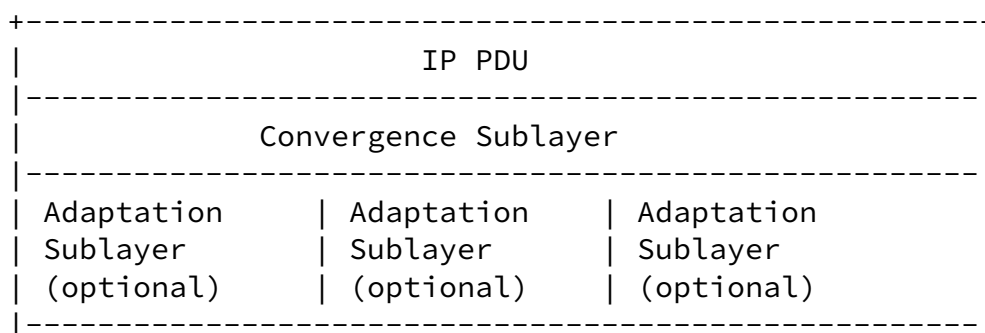 +------------------------------------------------------
|                      IP PDU
|-----------------------------------------------------
|             Convergence Sublayer
|-----------------------------------------------------
| Adaptation     | Adaptation    | Adaptation
| Sublayer       | Sublayer      | Sublayer
| (optional)     | (optional)    | (optional)
|-----------------------------------------------------